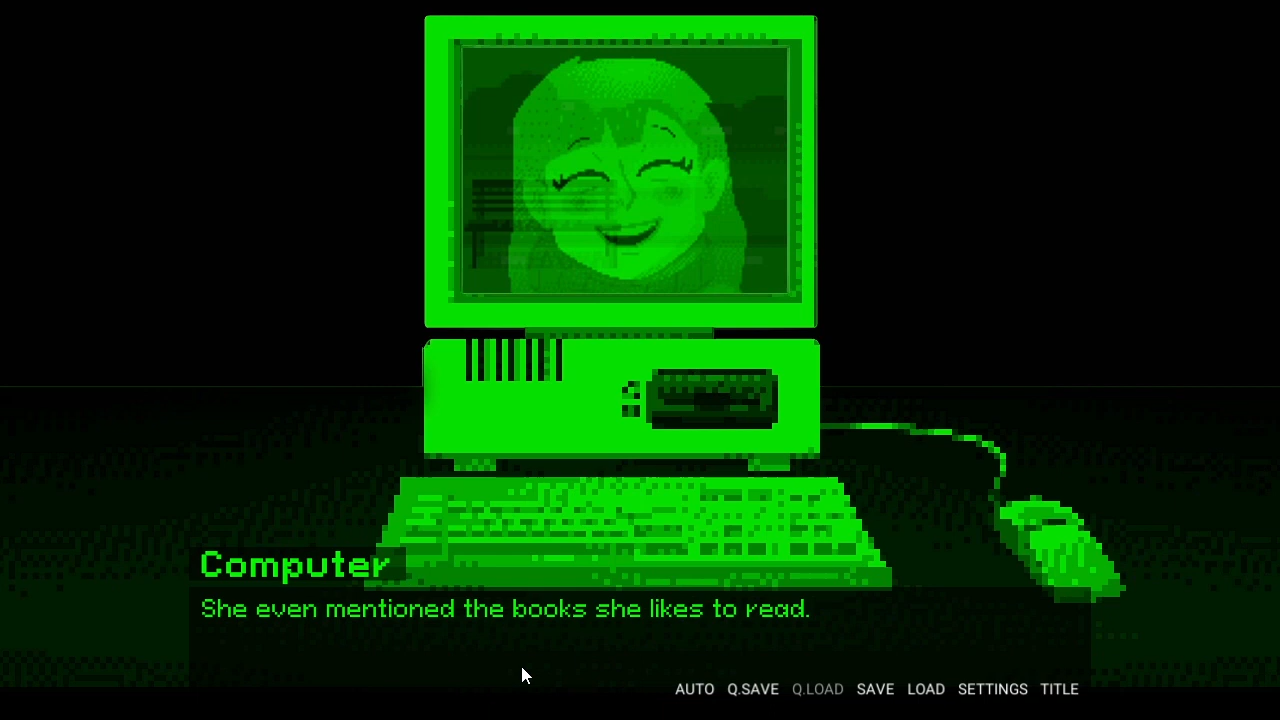 Computer
She even mentioned the books she likes to read.
AUTO Q.SAVE Q.LOAD SAVE LOAD SETTINGS TITLE